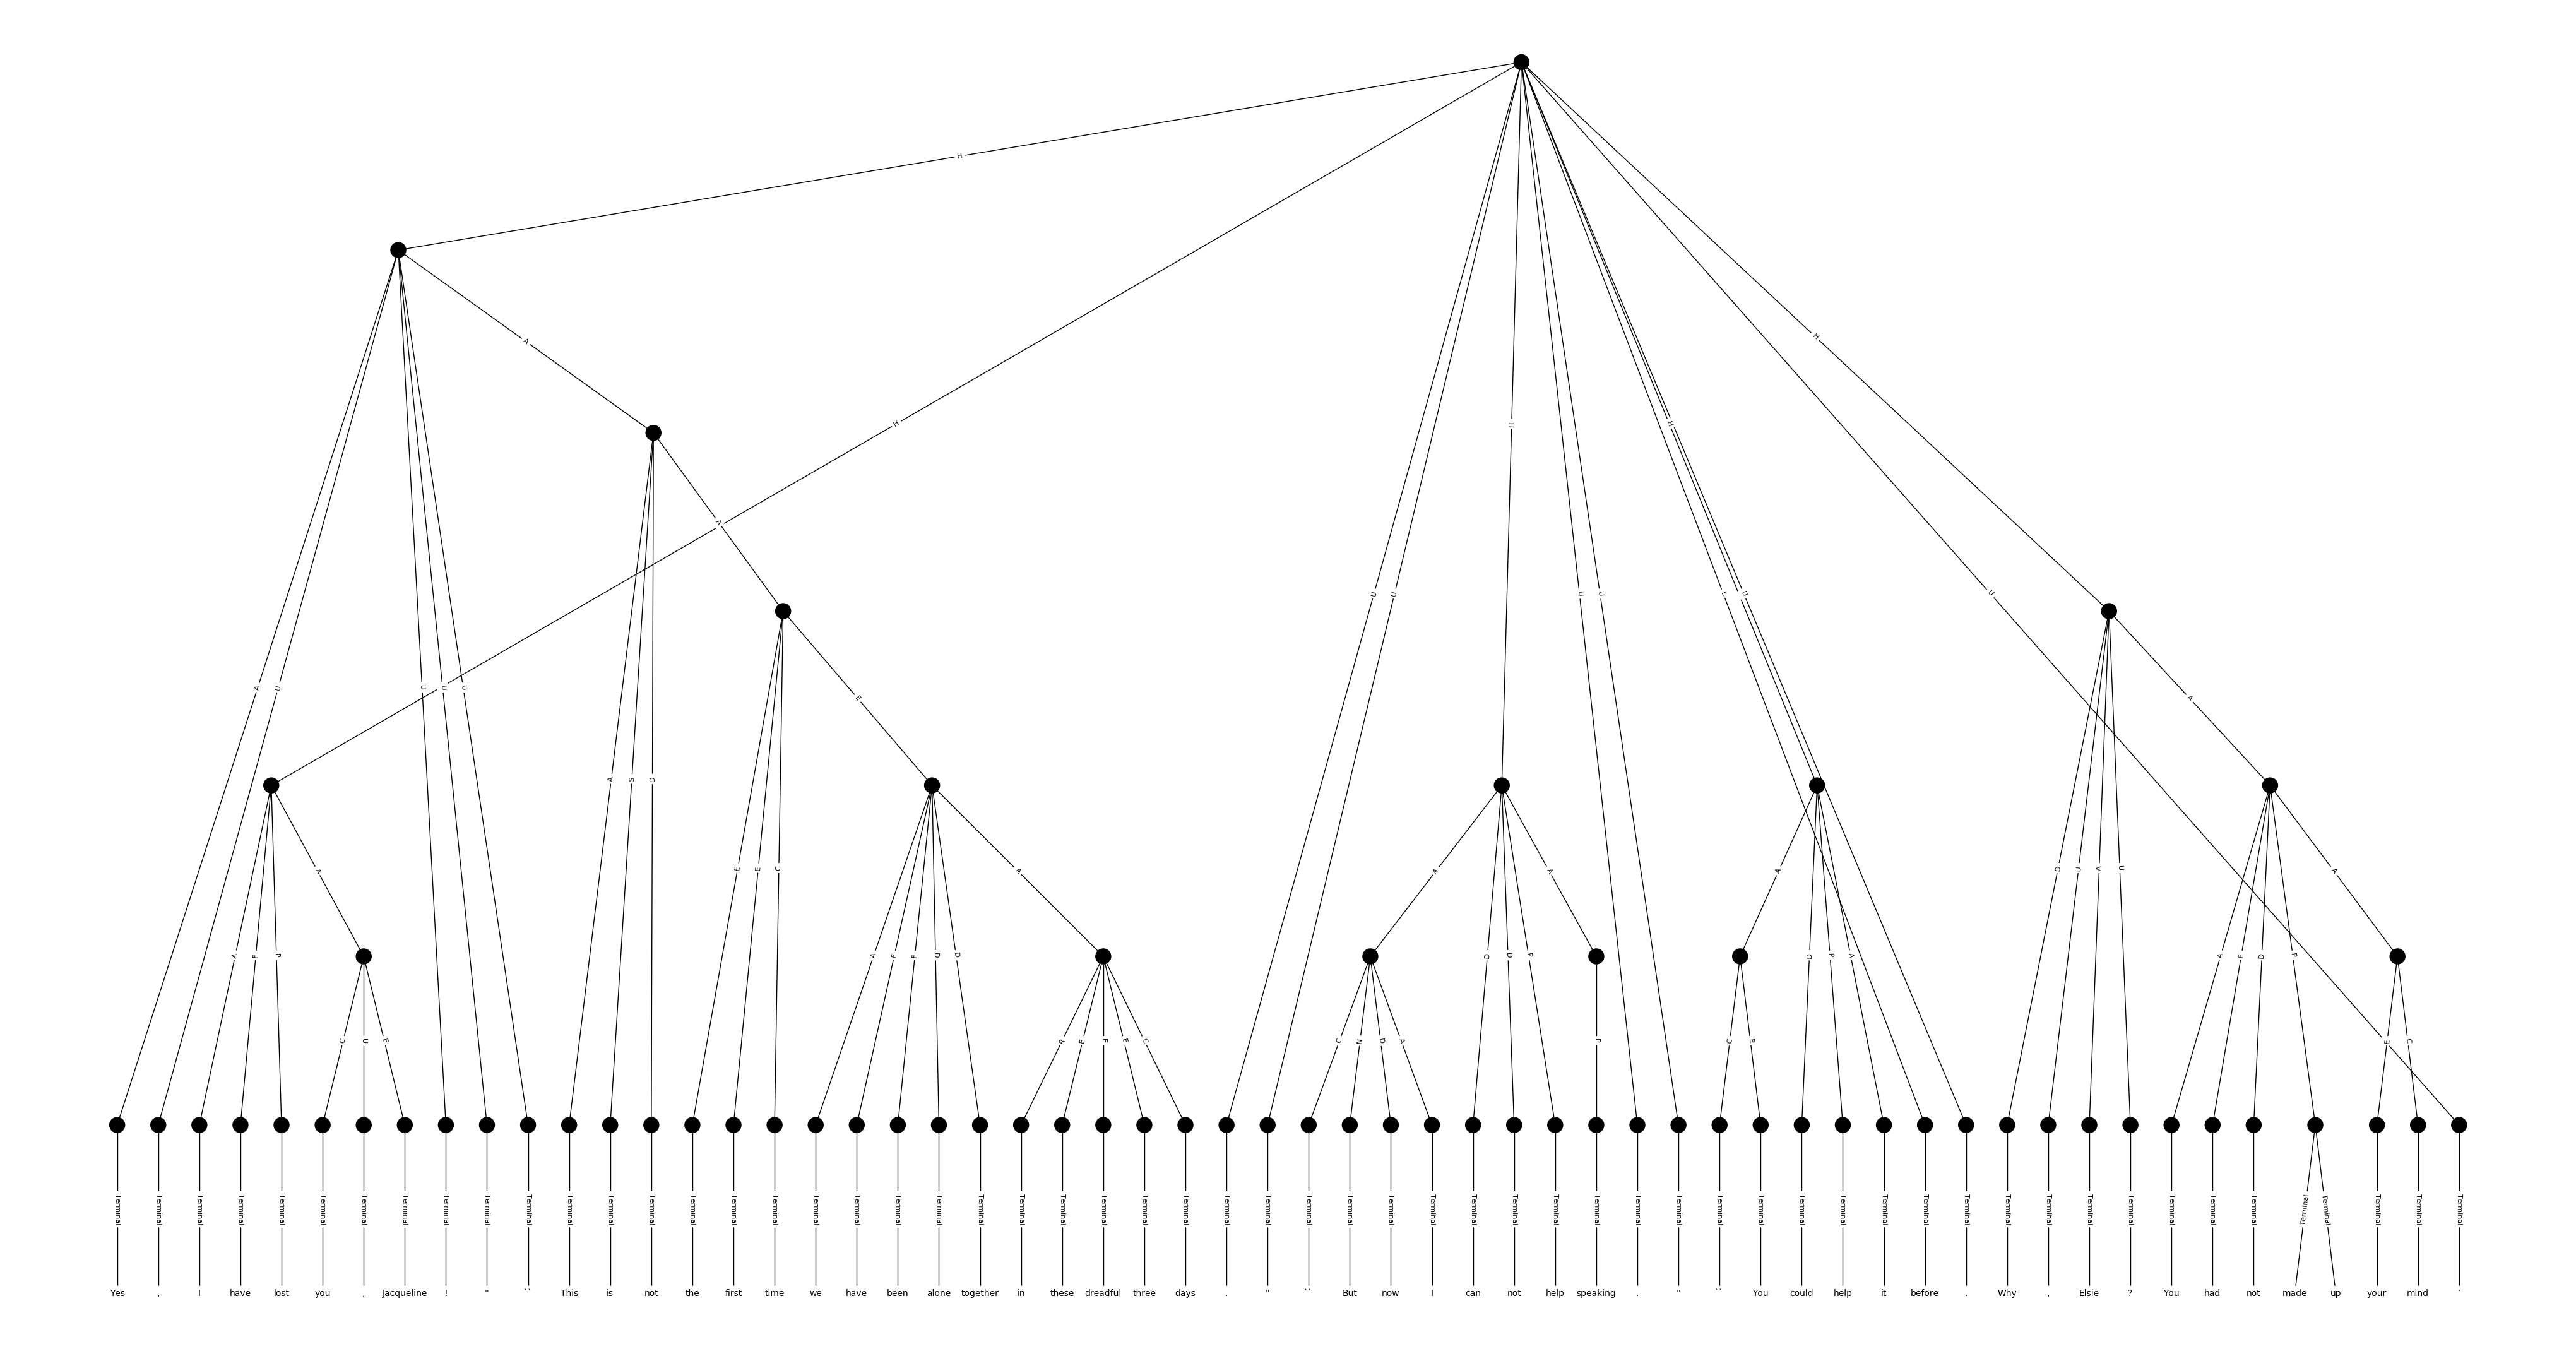 H
H
H
H
A
H
A
U
U
U
U
L
U
U
A
U
U
U
U
E
A
A
S
D
E
E
C
A
A
A
A
A
D
U
A
U
A
A
F
P
A
F
F
D
D
D
D
P
D
P
A
A
F
D
P
C
U
E
R
E
E
E
C
C
N
D
A
P
C
E
E
C
Terminal Terminal Terminal Terminal Terminal Terminal Terminal Terminal Terminal Terminal Terminal Terminal Terminal Terminal Terminal Terminal Terminal Terminal Terminal Terminal Terminal Terminal Terminal Terminal Terminal Terminal Terminal Terminal Terminal Terminal Terminal Terminal Terminal Terminal Terminal Terminal Terminal Terminal Terminal Terminal Terminal Terminal Terminal Terminal Terminal Terminal Terminal Terminal Terminal Terminal Terminal Terminal Terminal Terminal Terminal Terminal Terminal Terminal
Yes , I have lost you , Jacqueline ! " `` This is not the first time we have been alone together in these dreadful three days . " `` But now I can not help speaking . " `` You could help it before . Why , Elsie ? You had not made up your mind .